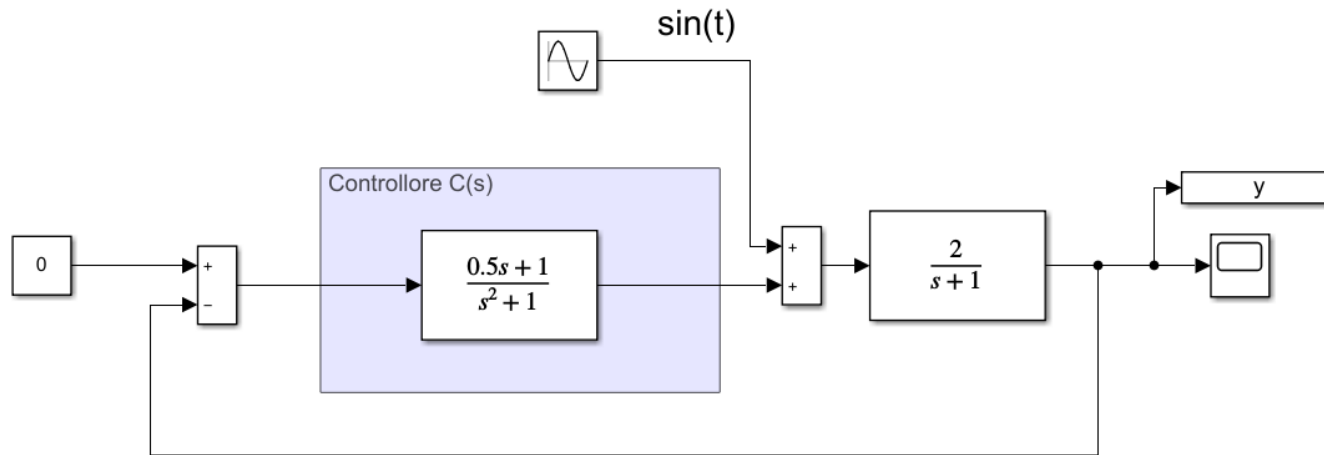 sin(t)
Controllore C(s)
y
0
+
−
0.5s + 1
s² + 1
+
+
2
s + 1